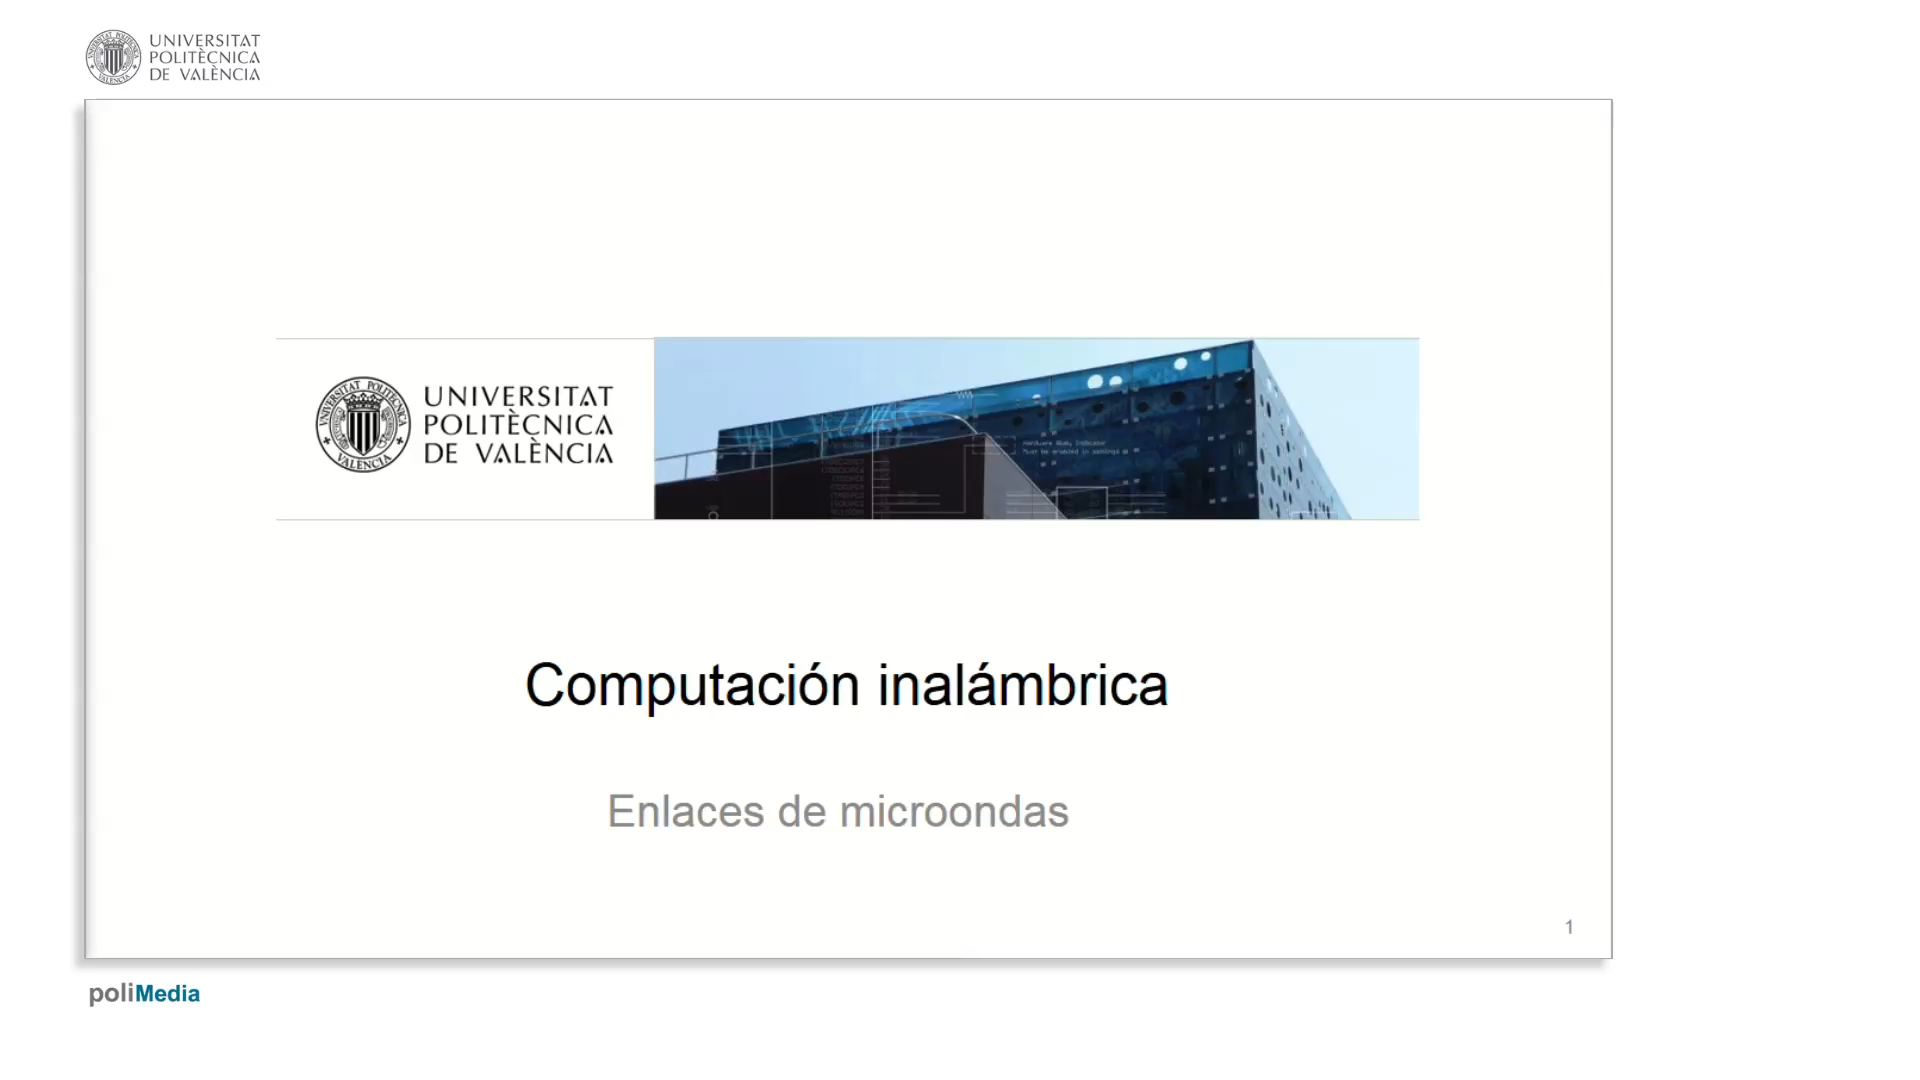 UNIVERSITAT
POLITÈCNICA
DE VALÈNCIA
UNIVERSITAT
POLITÈCNICA
DE VALÈNCIA
Computación inalámbrica
Enlaces de microondas
1
poliMedia